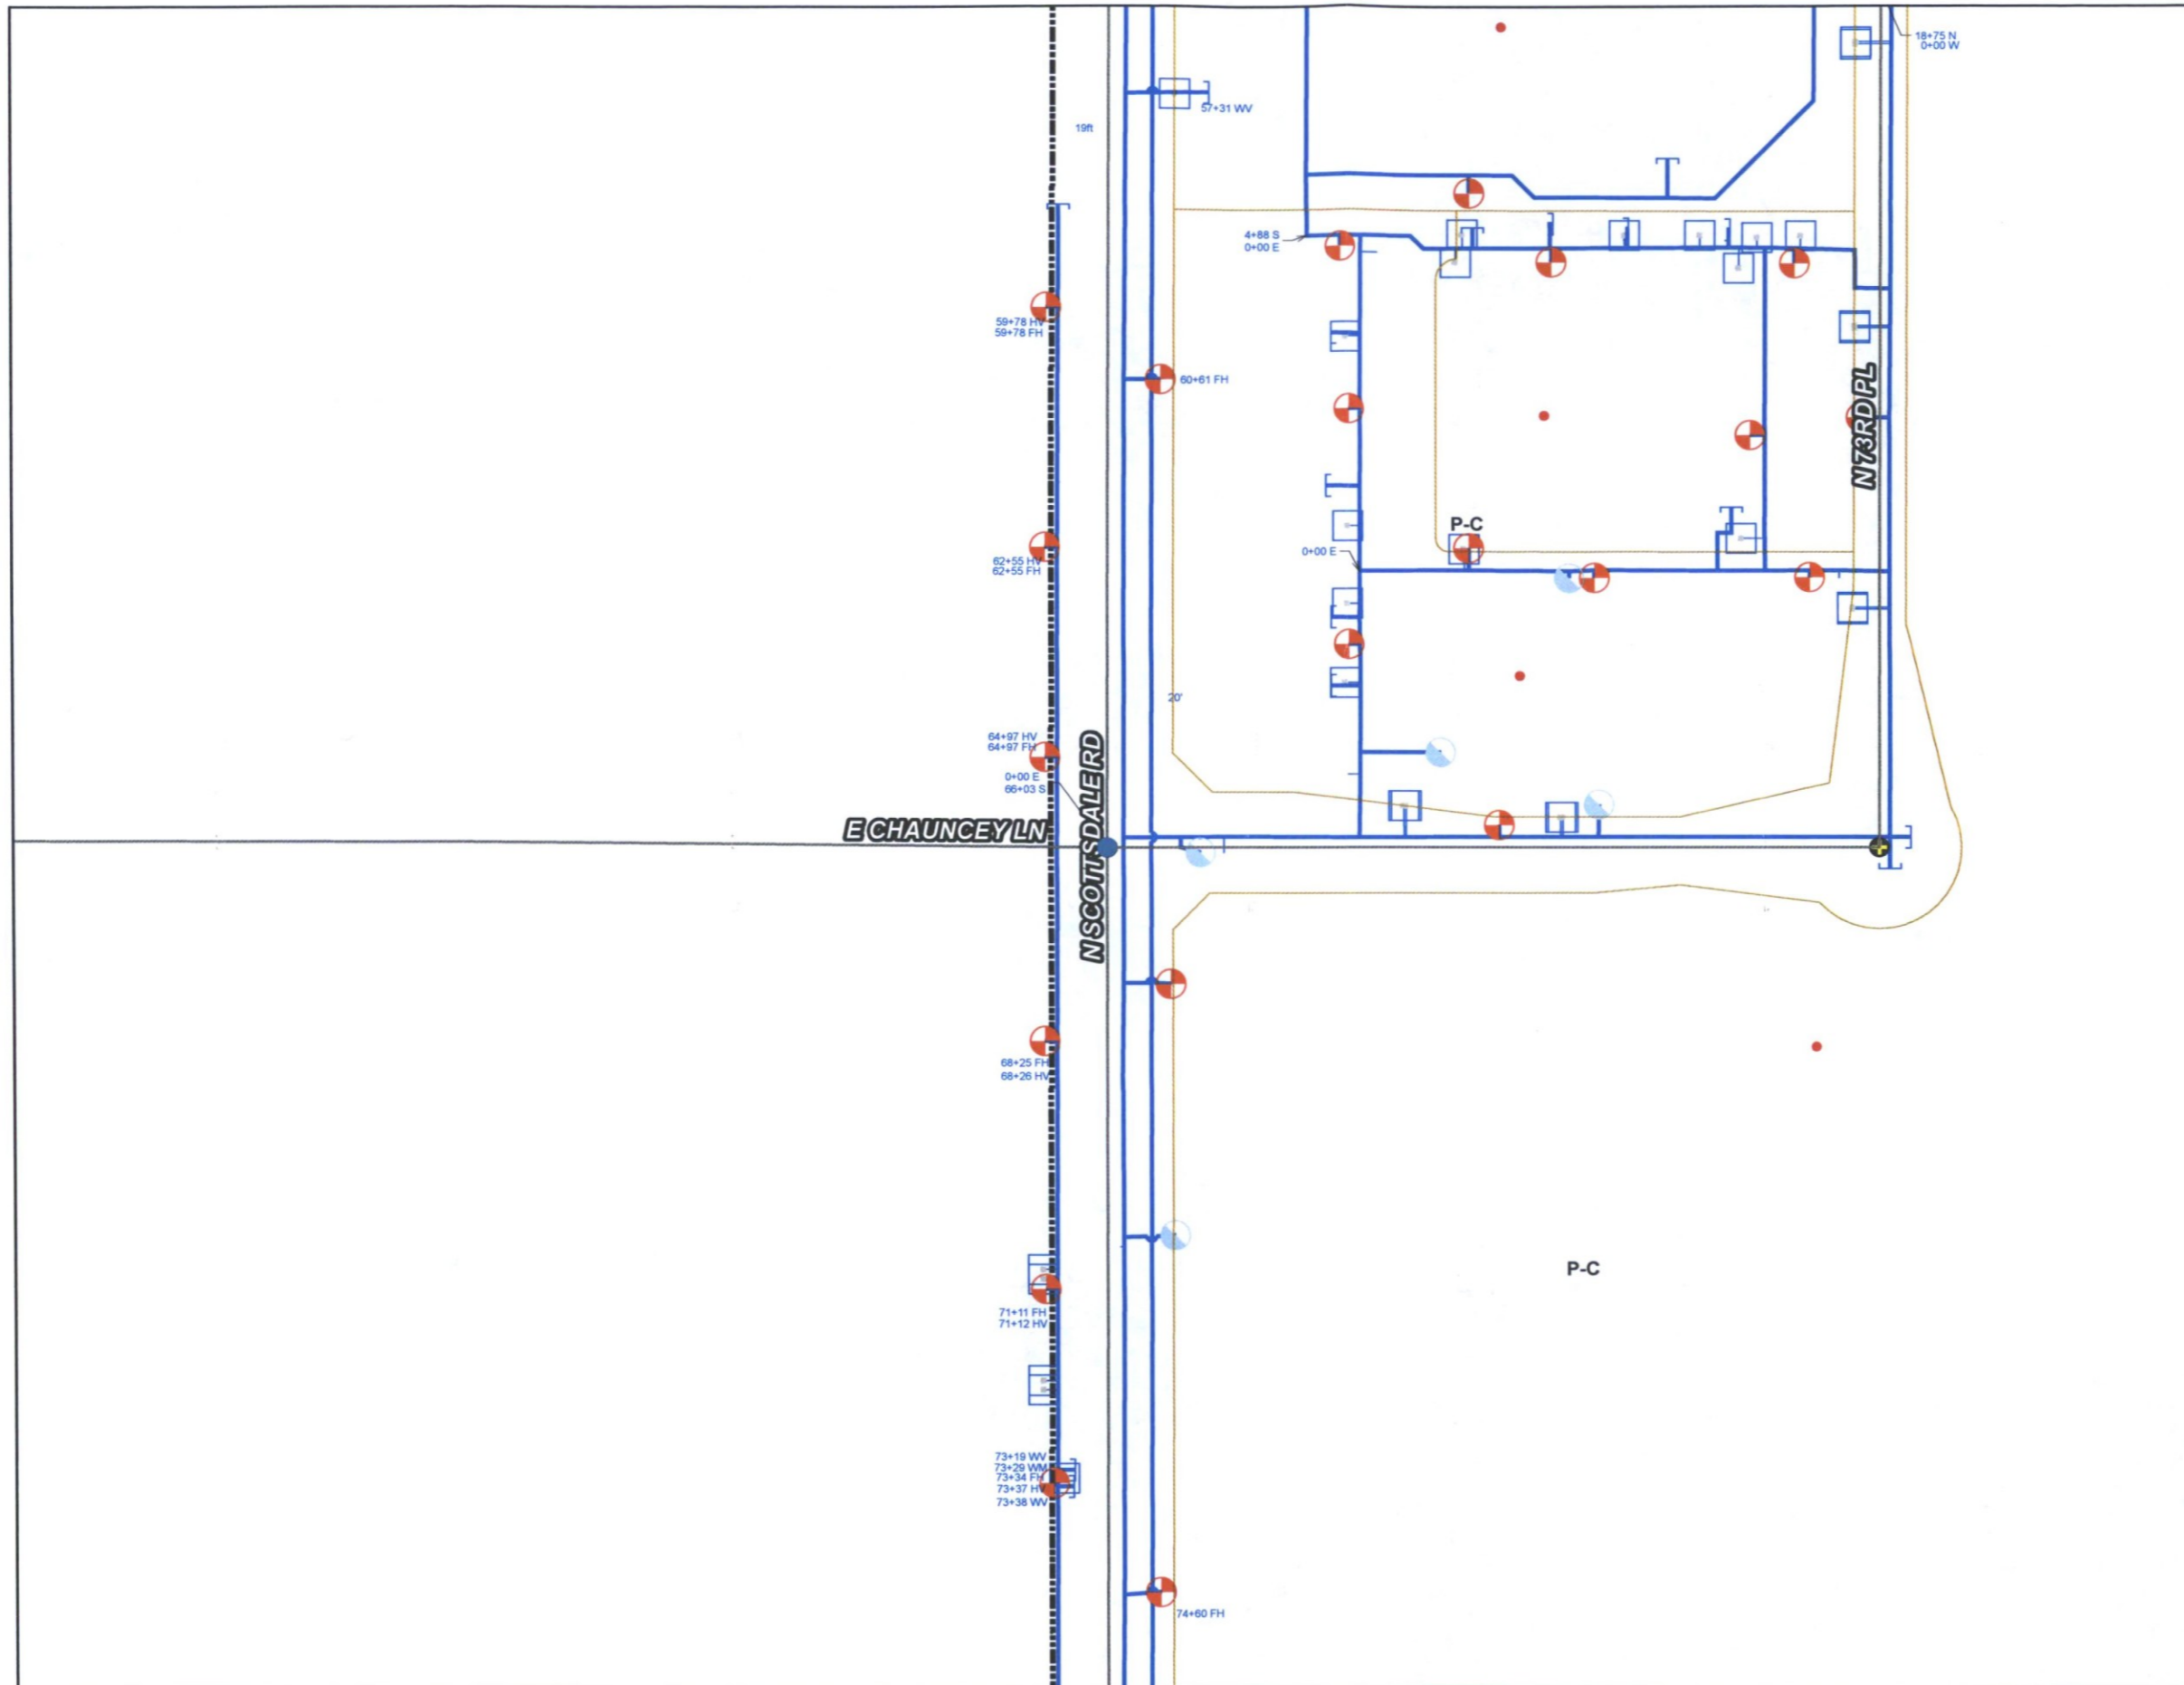 18+75 N
0+00 W
57+31 WV
19ft
4+88 S
0+00 E
59+78 HV
59+78 FH
60+61 FH
N 73RD PL
P-C
0+00 E
62+55 HV
62+55 FH
20'
64+97 HV
64+97 FH
0+00 E
66+03 S
E CHAUNCEY LN
N SCOTTSDALE RD
68+25 FH
68+26 HV
P-C
71+11 FH
71+12 HV
73+19 WV
73+29 WM
73+34 FH
73+37 HV
73+38 WV
74+60 FH